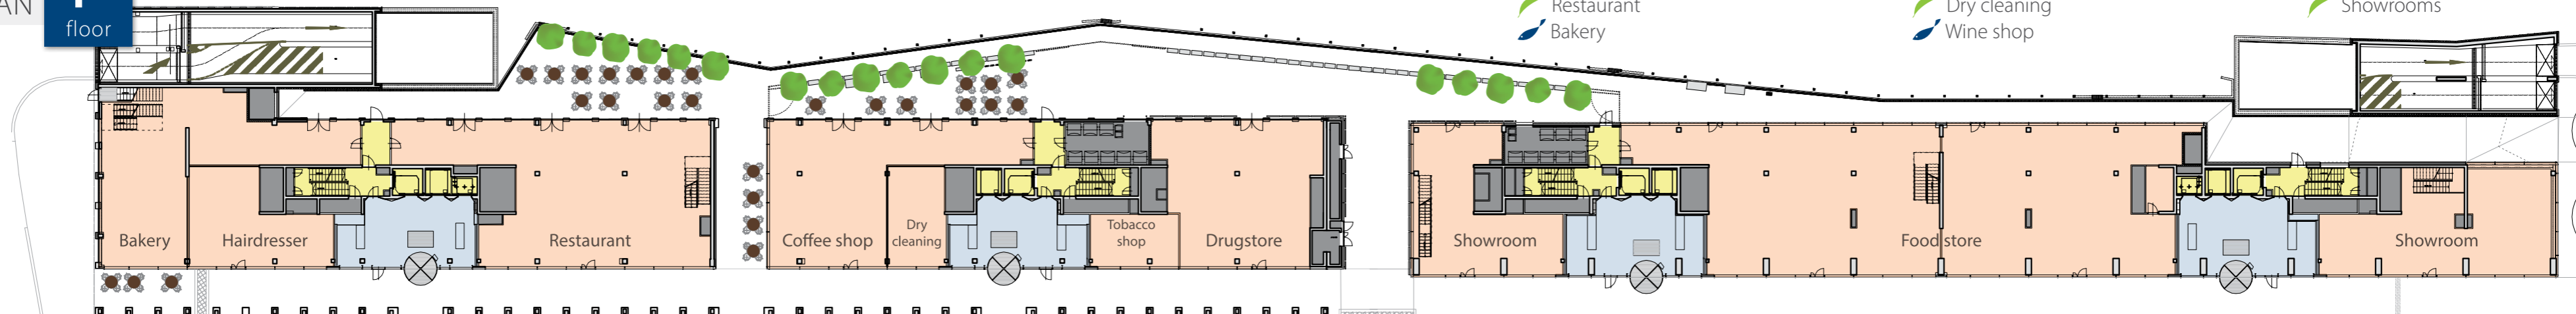 floor
Restaurant
Bakery
Dry cleaning
Wine shop
Showrooms
Bakery
Hairdresser
Restaurant
Coffee shop
Dry
cleaning
Tobacco
shop
Drugstore
Showroom
Food store
Showroom